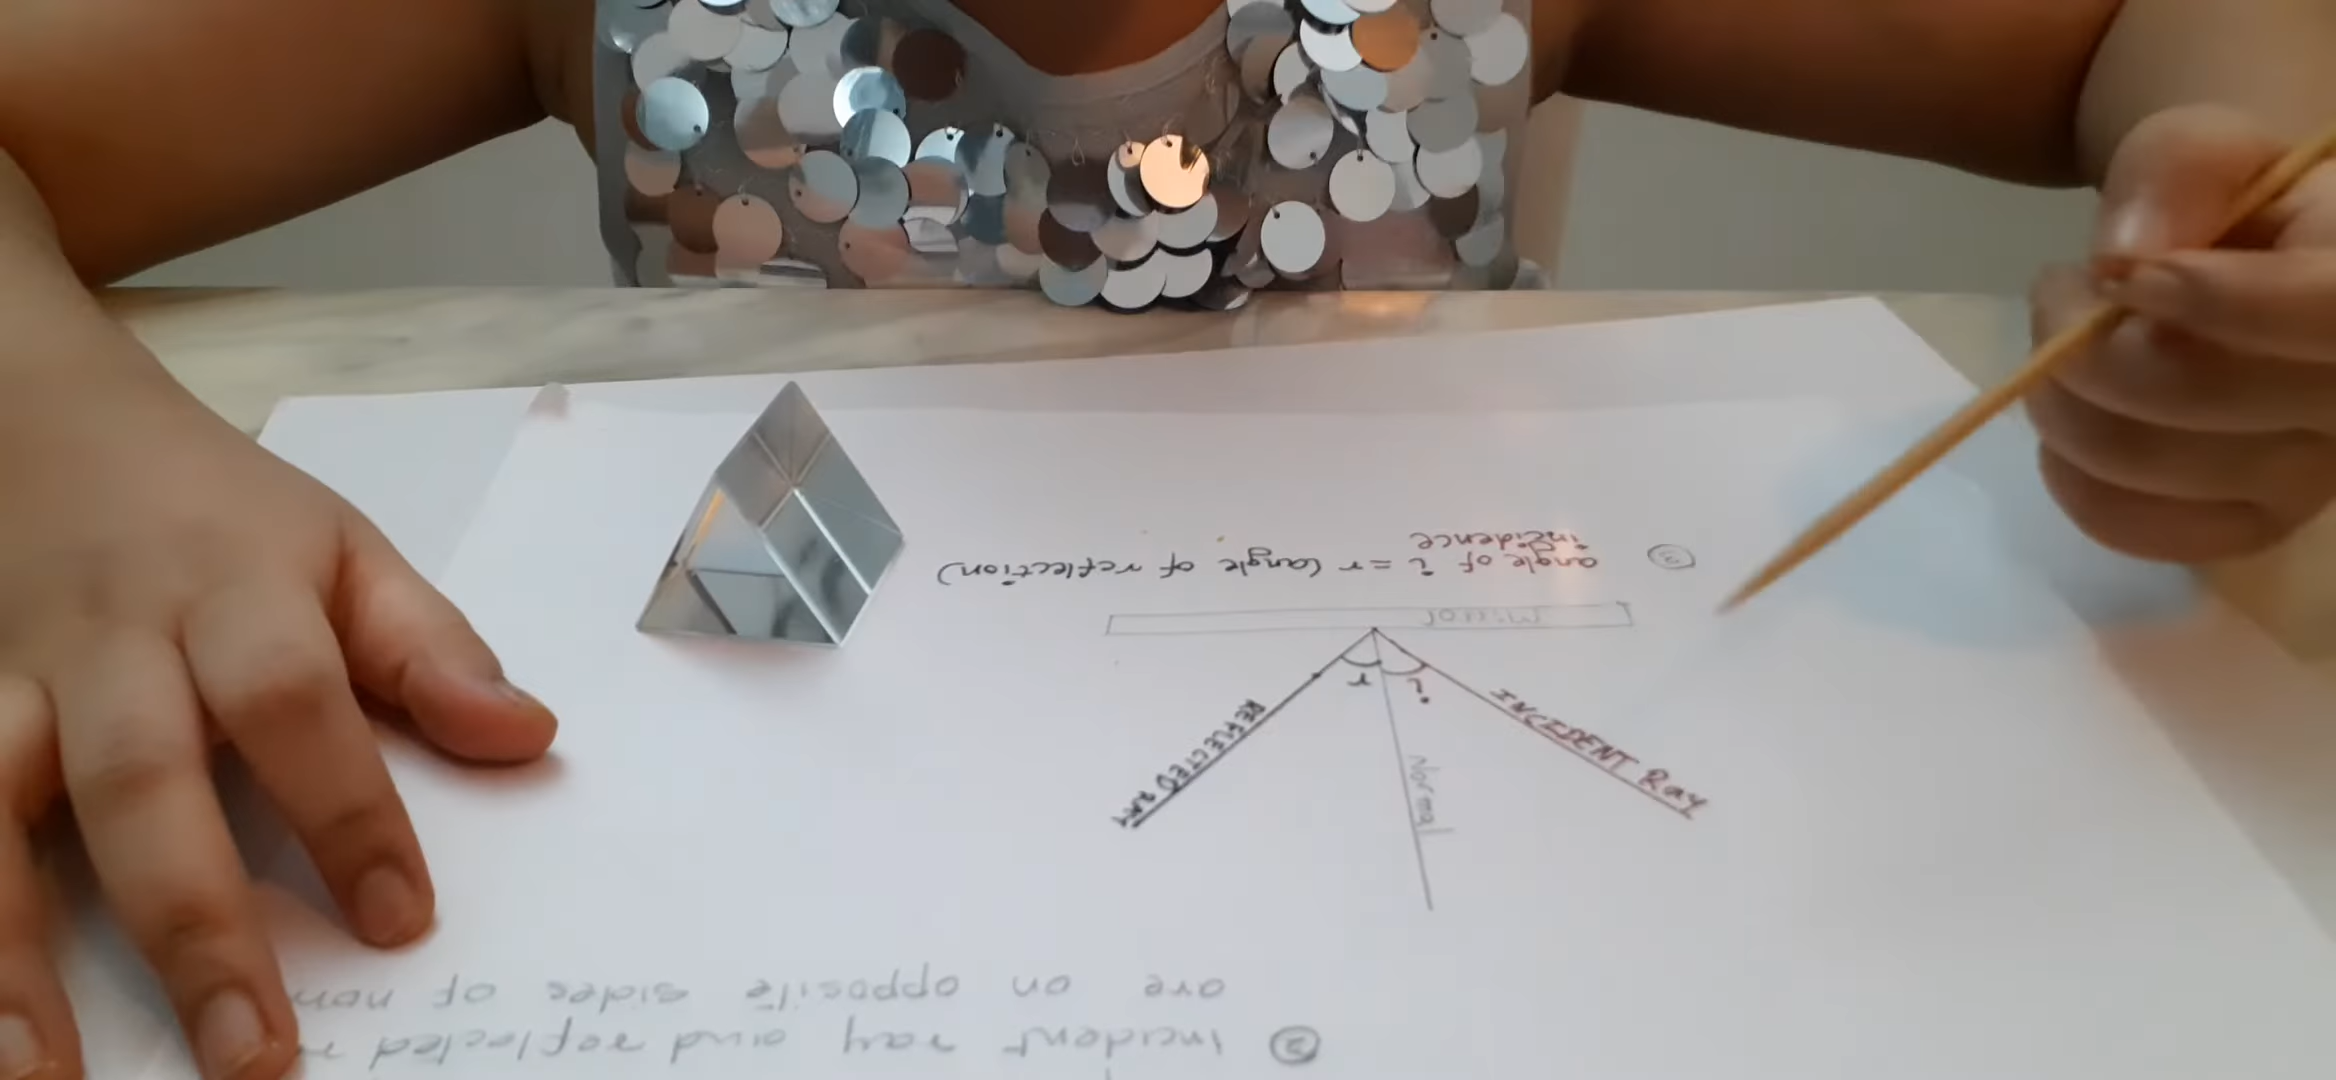 ② Incident ray and reflected
are on opposite sides of
Normal
INCIDENT RAY
REFLECTED RAY
i r
Mirror
③ angle of i = r (angle of reflection)
incidence